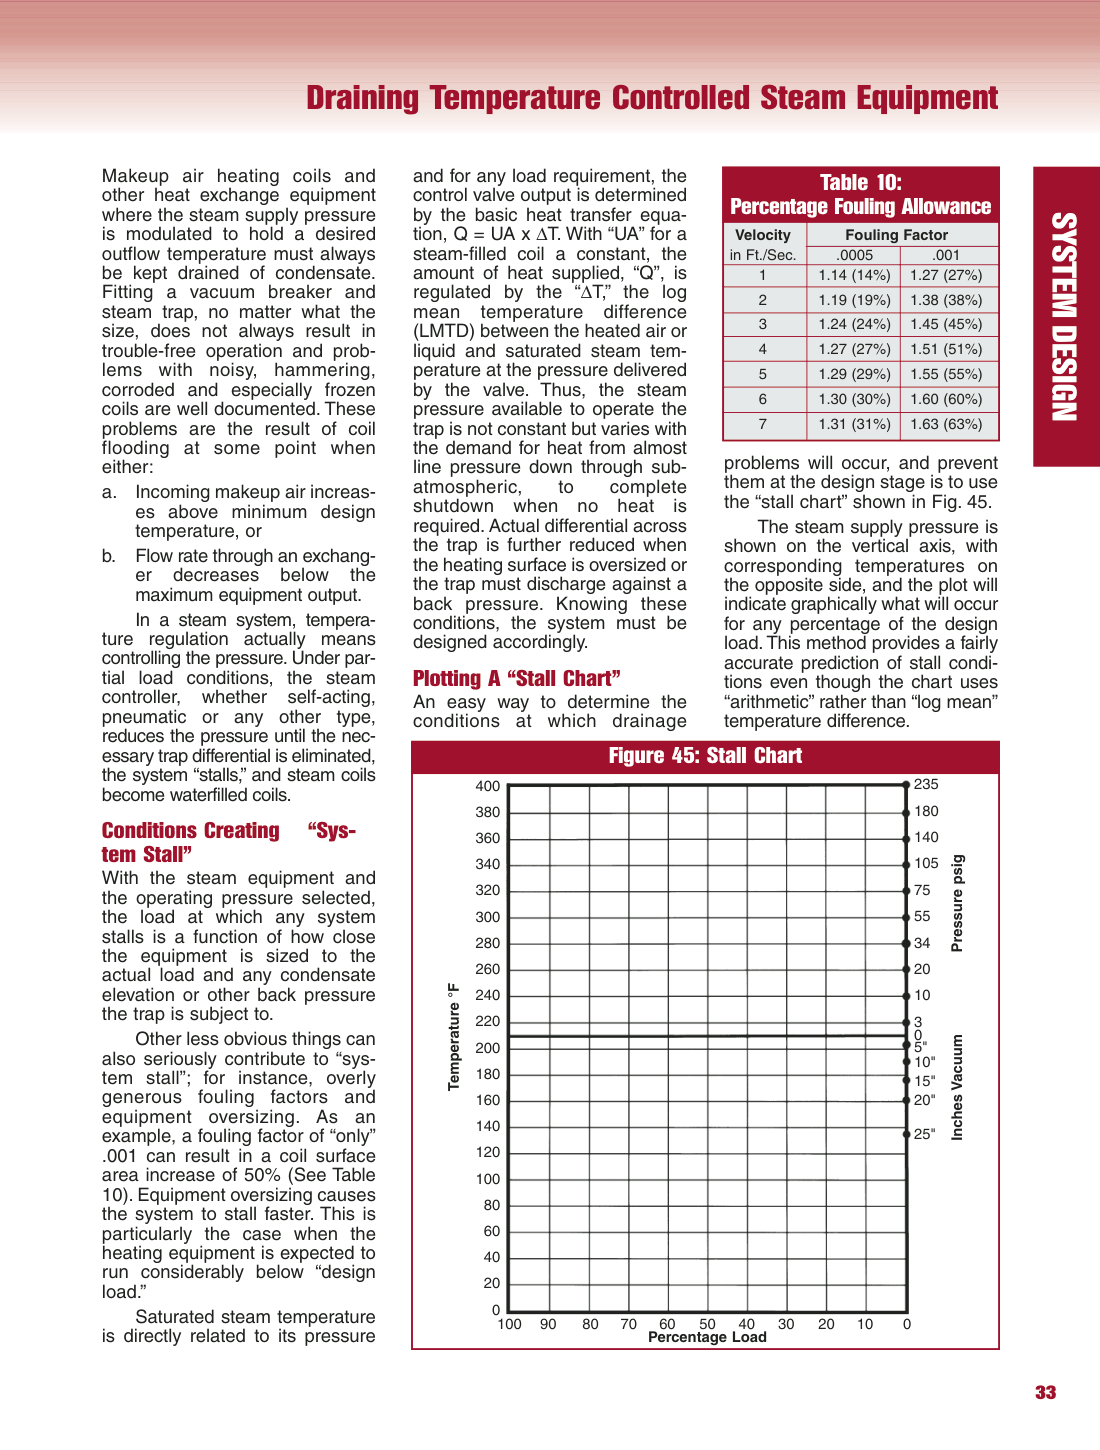 Draining Temperature Controlled Steam Equipment
Makeup air heating coils and
other heat exchange equipment
where the steam supply pressure
is modulated to hold a desired
outflow temperature must always
be kept drained of condensate.
Fitting a vacuum breaker and
steam trap, no matter what the
size, does not always result in
trouble-free operation and prob-
lems with noisy, hammering,
corroded and especially frozen
coils are well documented. These
problems are the result of coil
flooding at some point when
either:
a. Incoming makeup air increas-
es above minimum design
temperature, or
b. Flow rate through an exchang-
er decreases below the
maximum equipment output.
In a steam system, tempera-
ture regulation actually means
controlling the pressure. Under par-
tial load conditions, the steam
controller, whether self-acting,
pneumatic or any other type,
reduces the pressure until the nec-
essary trap differential is eliminated,
the system “stalls,” and steam coils
become waterfilled coils.
Conditions Creating “Sys-
tem Stall”
With the steam equipment and
the operating pressure selected,
the load at which any system
stalls is a function of how close
the equipment is sized to the
actual load and any condensate
elevation or other back pressure
the trap is subject to.
Other less obvious things can
also seriously contribute to “sys-
tem stall”; for instance, overly
generous fouling factors and
equipment oversizing. As an
example, a fouling factor of “only”
.001 can result in a coil surface
area increase of 50% (See Table
10). Equipment oversizing causes
the system to stall faster. This is
particularly the case when the
heating equipment is expected to
run considerably below “design
load.”
Saturated steam temperature
is directly related to its pressure
and for any load requirement, the
control valve output is determined
by the basic heat transfer equa-
tion, Q = UA x ∆T. With “UA” for a
steam-filled coil a constant, the
amount of heat supplied, “Q”, is
regulated by the “∆T,” the log
mean temperature difference
(LMTD) between the heated air or
liquid and saturated steam tem-
perature at the pressure delivered
by the valve. Thus, the steam
pressure available to operate the
trap is not constant but varies with
the demand for heat from almost
line pressure down through sub-
atmospheric, to complete
shutdown when no heat is
required. Actual differential across
the trap is further reduced when
the heating surface is oversized or
the trap must discharge against a
back pressure. Knowing these
conditions, the system must be
designed accordingly.
Plotting A “Stall Chart”
An easy way to determine the
conditions at which drainage
Table 10:
Percentage Fouling Allowance
Velocity Fouling Factor
in Ft./Sec. .0005 .001
1 1.14 (14%) 1.27 (27%)
2 1.19 (19%) 1.38 (38%)
3 1.24 (24%) 1.45 (45%)
4 1.27 (27%) 1.51 (51%)
5 1.29 (29%) 1.55 (55%)
6 1.30 (30%) 1.60 (60%)
7 1.31 (31%) 1.63 (63%)
problems will occur, and prevent
them at the design stage is to use
the “stall chart” shown in Fig. 45.
The steam supply pressure is
shown on the vertical axis, with
corresponding temperatures on
the opposite side, and the plot will
indicate graphically what will occur
for any percentage of the design
load. This method provides a fairly
accurate prediction of stall condi-
tions even though the chart uses
“arithmetic” rather than “log mean”
temperature difference.
Figure 45: Stall Chart
Temperature °F
400
380
360
340
320
300
280
260
240
220
200
180
160
140
120
100
80
60
40
20
0
100 90 80 70 60 50 40 30 20 10 0
Percentage Load
235
180
140
105
75
55
34
20
10
3
0
5"
10"
15"
20"
25"
Pressure psig
Inches Vacuum
SYSTEM DESIGN
33